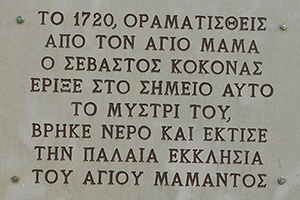 ΤΟ 1720, ΟΡΑΜΑΤΙΣΘΕΙΣ
ΑΠΟ ΤΟΝ ΑΓΙΟ ΜΑΜΑ
Ο ΣΕΒΑΣΤΟΣ ΚΟΚΟΝΑΣ
ΕΡΙΞΕ ΣΤΟ ΣΗΜΕΙΟ ΑΥΤΟ
ΤΟ ΜΥΣΤΡΙ ΤΟΥ,
ΒΡΗΚΕ ΝΕΡΟ ΚΑΙ ΕΚΤΙΣΕ
ΤΗΝ ΠΑΛΑΙΑ ΕΚΚΛΗΣΙΑ
ΤΟΥ ΑΓΙΟΥ ΜΑΜΑΝΤΟΣ